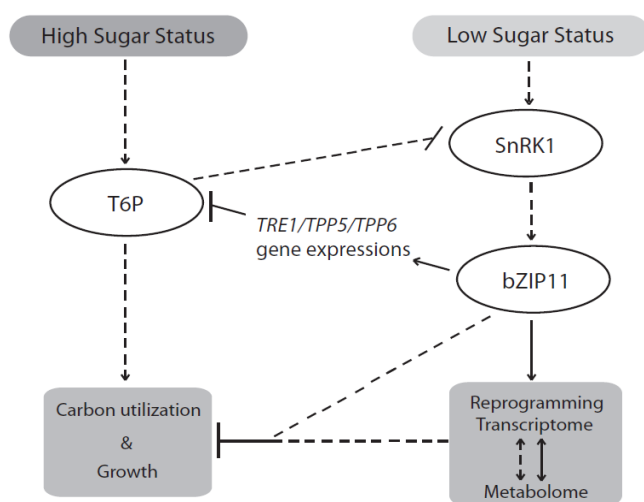 High Sugar Status
Low Sugar Status
SnRK1
T6P
TRE1/TPP5/TPP6
gene expressions
bZIP11
Carbon utilization
&
Growth
Reprogramming
Transcriptome
Metabolome